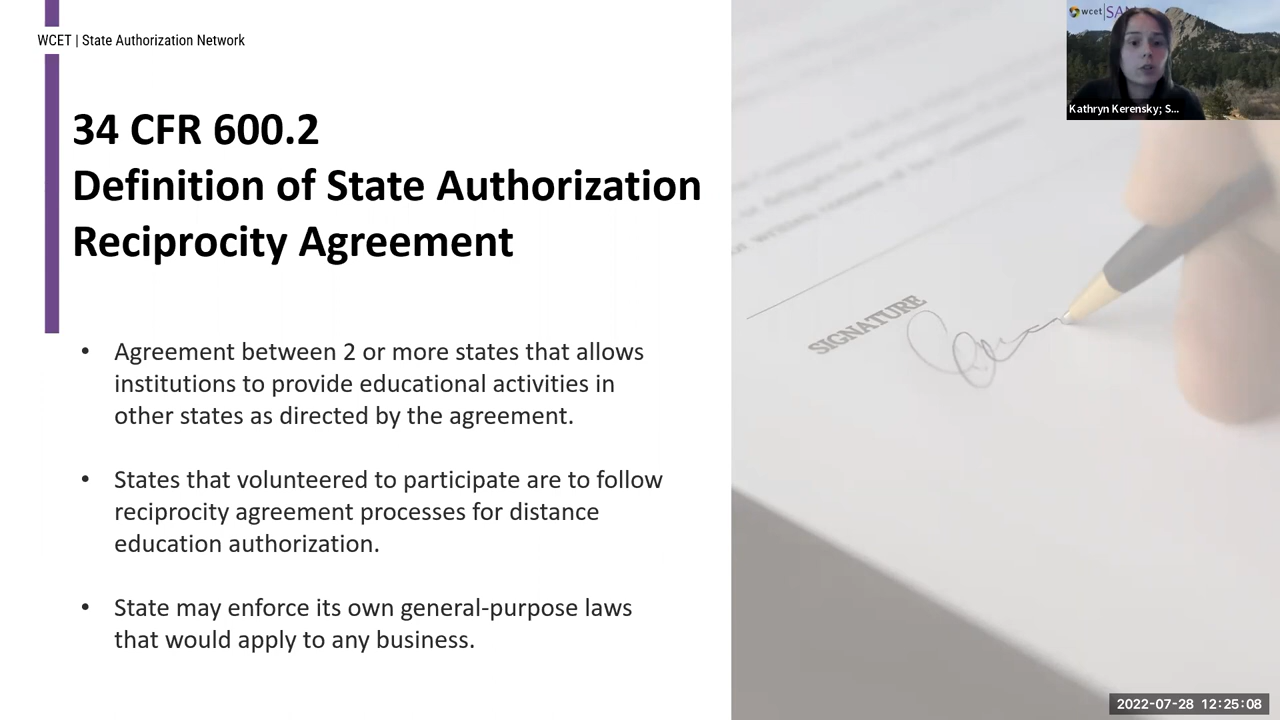 WCET | State Authorization Network
wcet|SAN
Kathryn Kerensky; S...
34 CFR 600.2
Definition of State Authorization
Reciprocity Agreement
• Agreement between 2 or more states that allows
institutions to provide educational activities in
other states as directed by the agreement.
• States that volunteered to participate are to follow
reciprocity agreement processes for distance
education authorization.
• State may enforce its own general-purpose laws
that would apply to any business.
SIGNATURE
2022-07-28 12:25:08